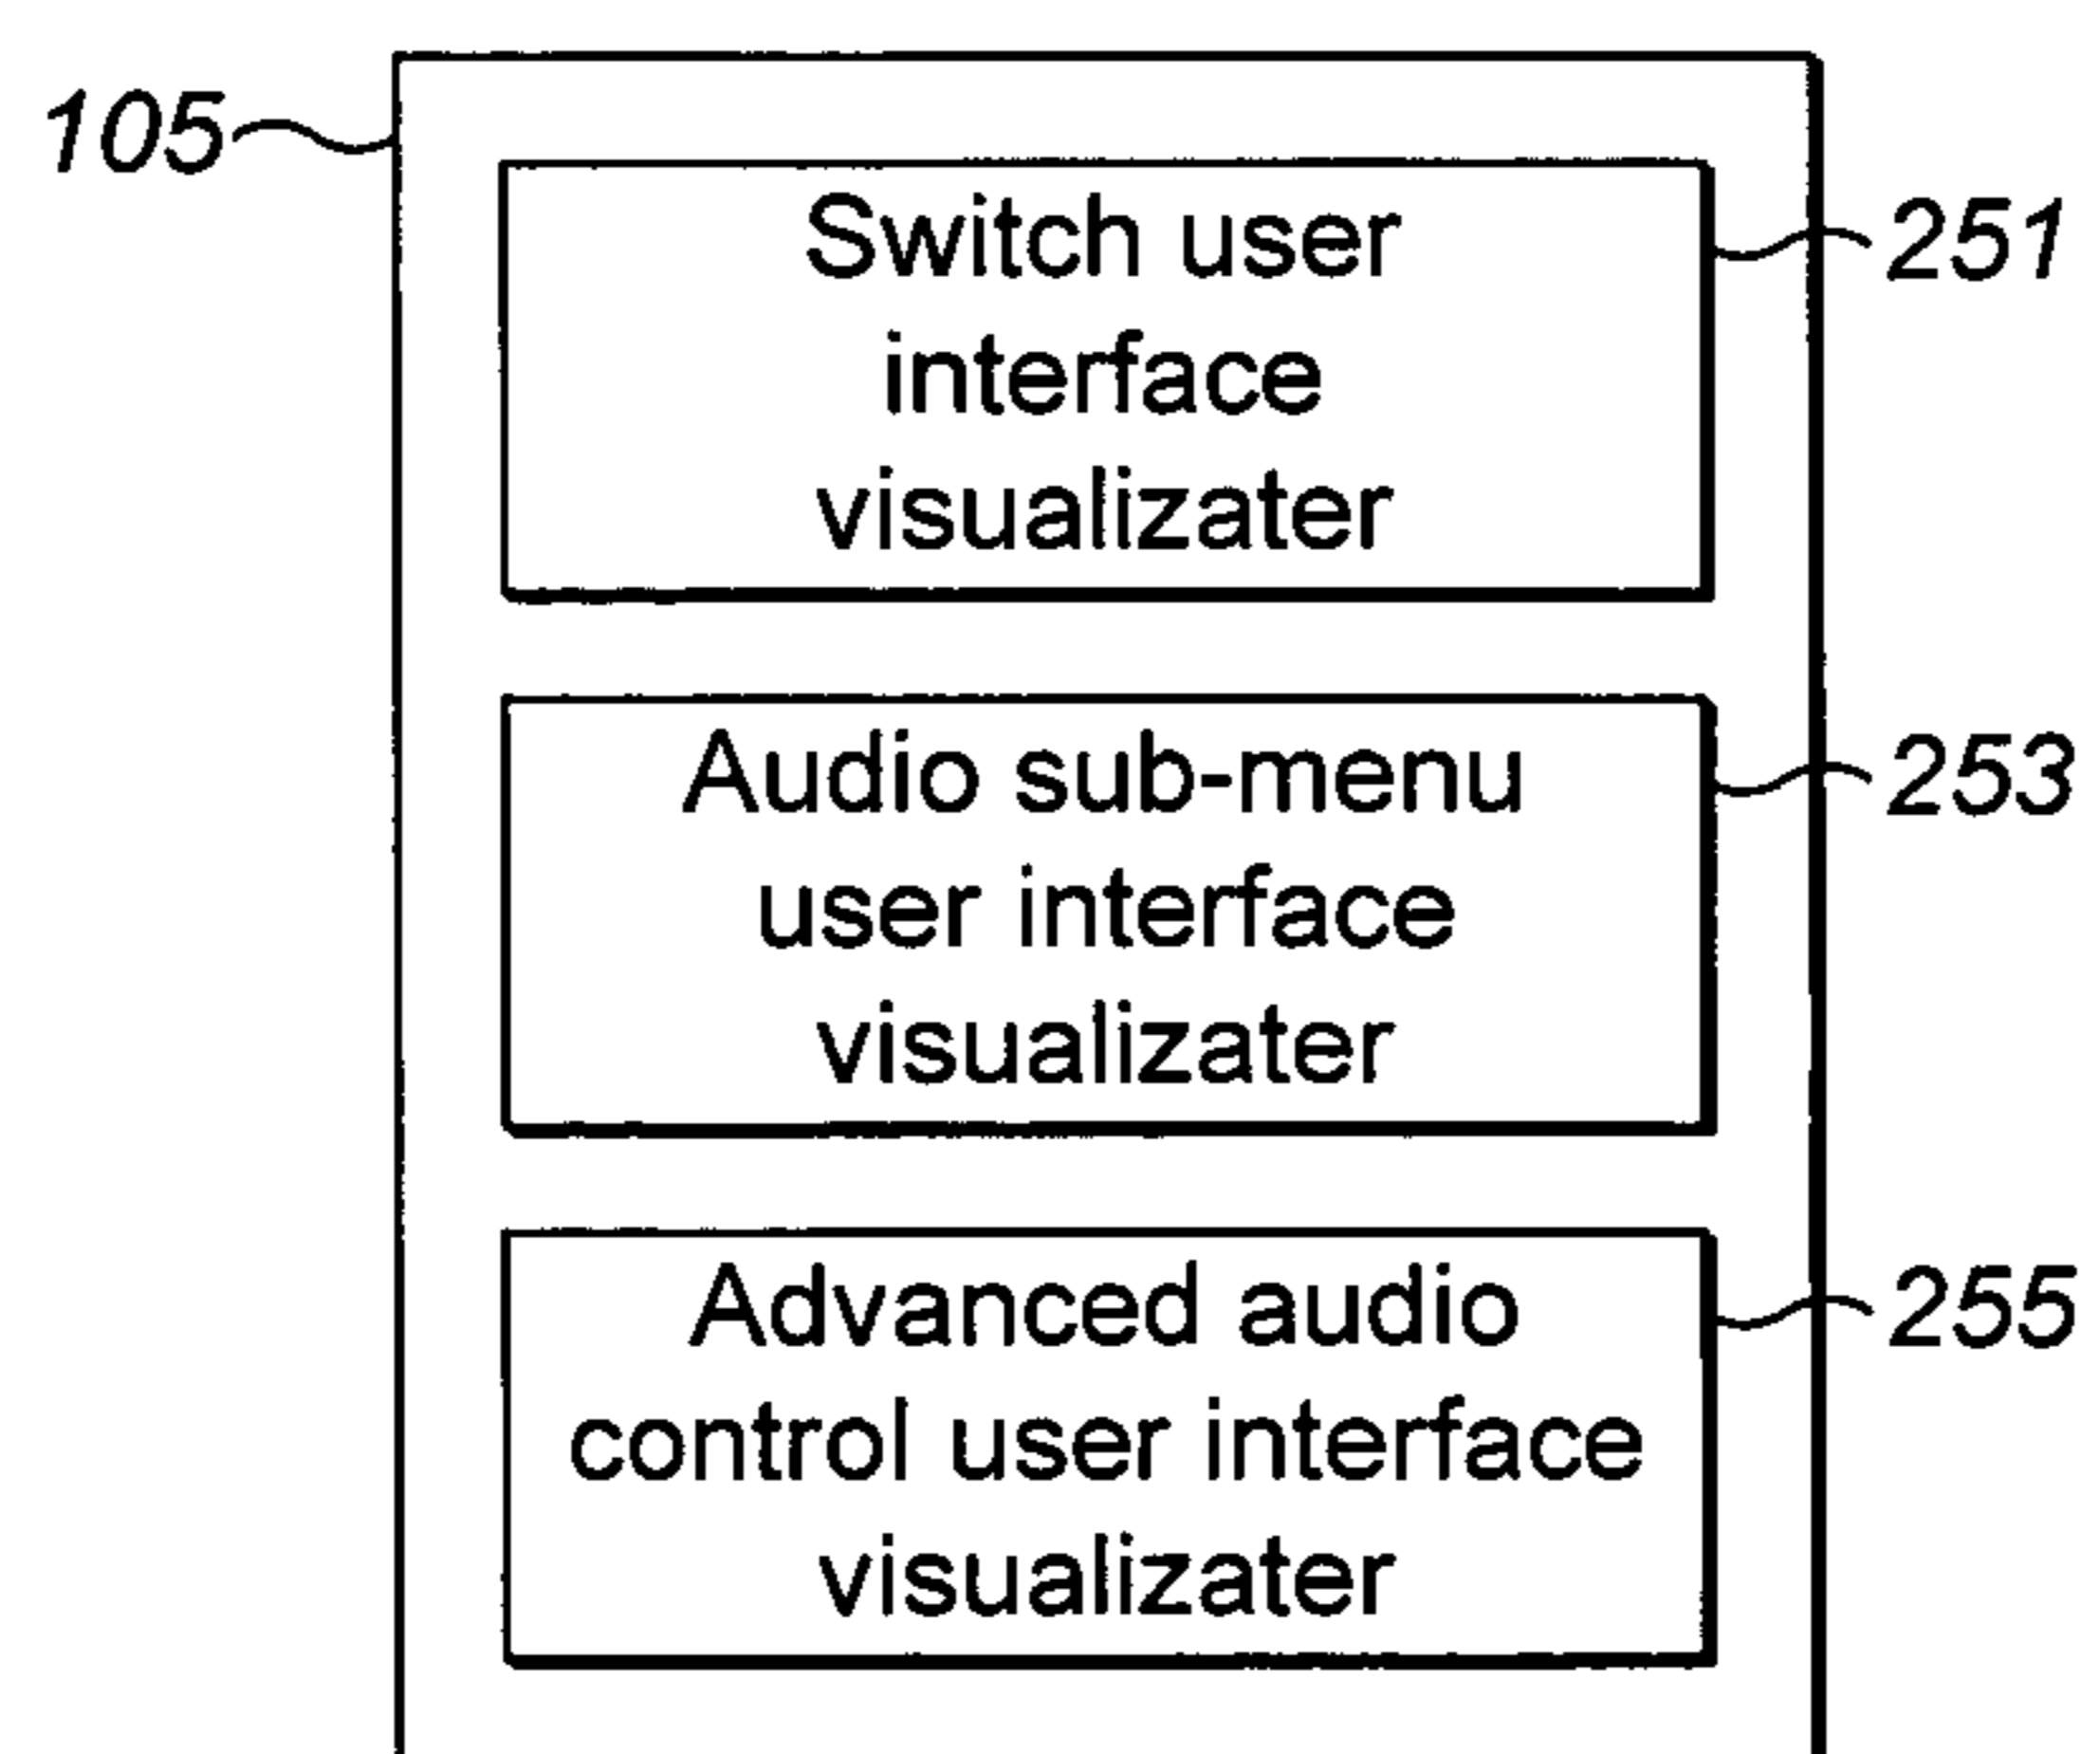 105
Switch user
interface
visualizater
251
Audio sub-menu
user interface
visualizater
253
Advanced audio
control user interface
visualizater
255